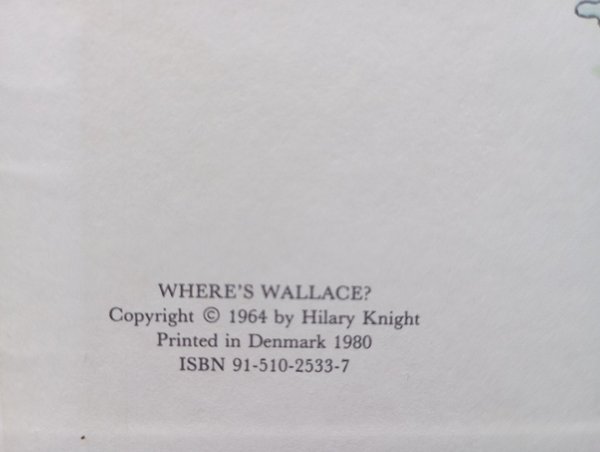 WHERE'S WALLACE?
Copyright © 1964 by Hilary Knight
Printed in Denmark 1980
ISBN 91-510-2533-7